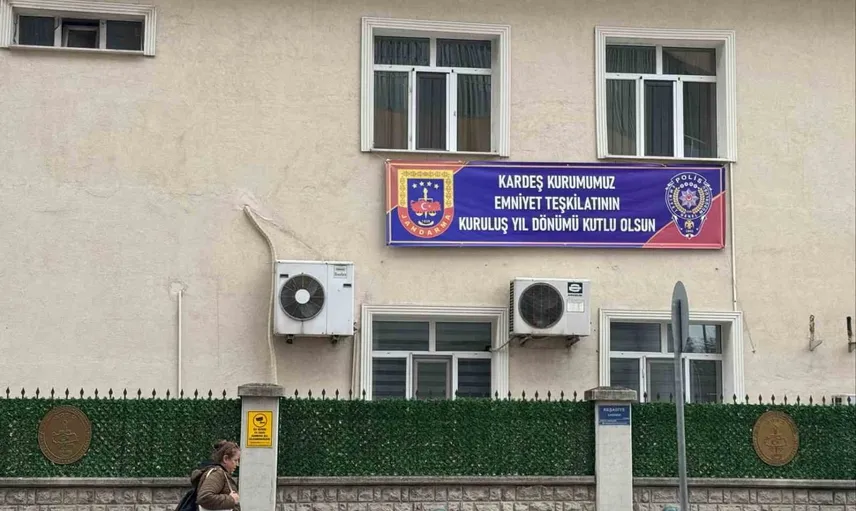 KARDEŞ KURUMUMUZ
EMNİYET TEŞKİLATININ
KURULUŞ YIL DÖNÜMÜ KUTLU OLSUN
JANDARMA
POLİS